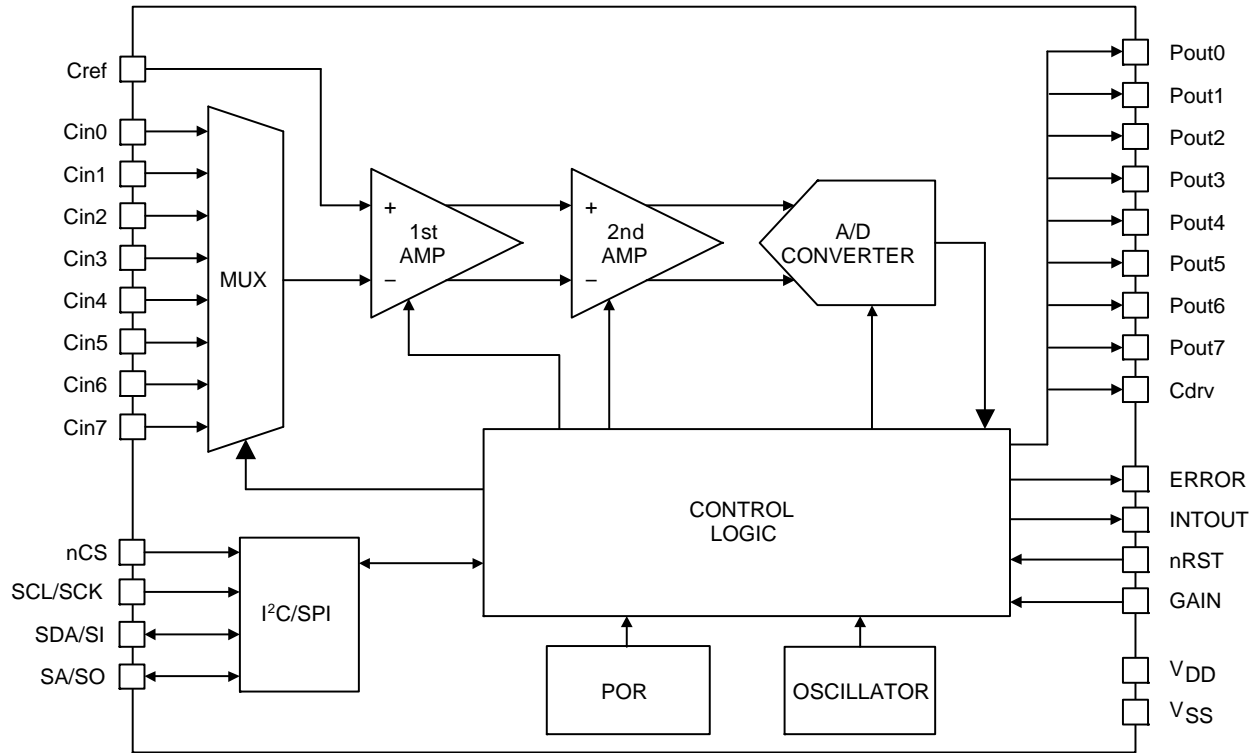 Cref
Cin0
Cin1
Cin2
Cin3
Cin4
Cin5
Cin6
Cin7
nCS
SCL/SCK
SDA/SI
SA/SO
MUX
I²C/SPI
+
1st
AMP
−
+
2nd
AMP
−
A/D
CONVERTER
CONTROL
LOGIC
POR
OSCILLATOR
Pout0
Pout1
Pout2
Pout3
Pout4
Pout5
Pout6
Pout7
Cdrv
ERROR
INTOUT
nRST
GAIN
VDD
VSS